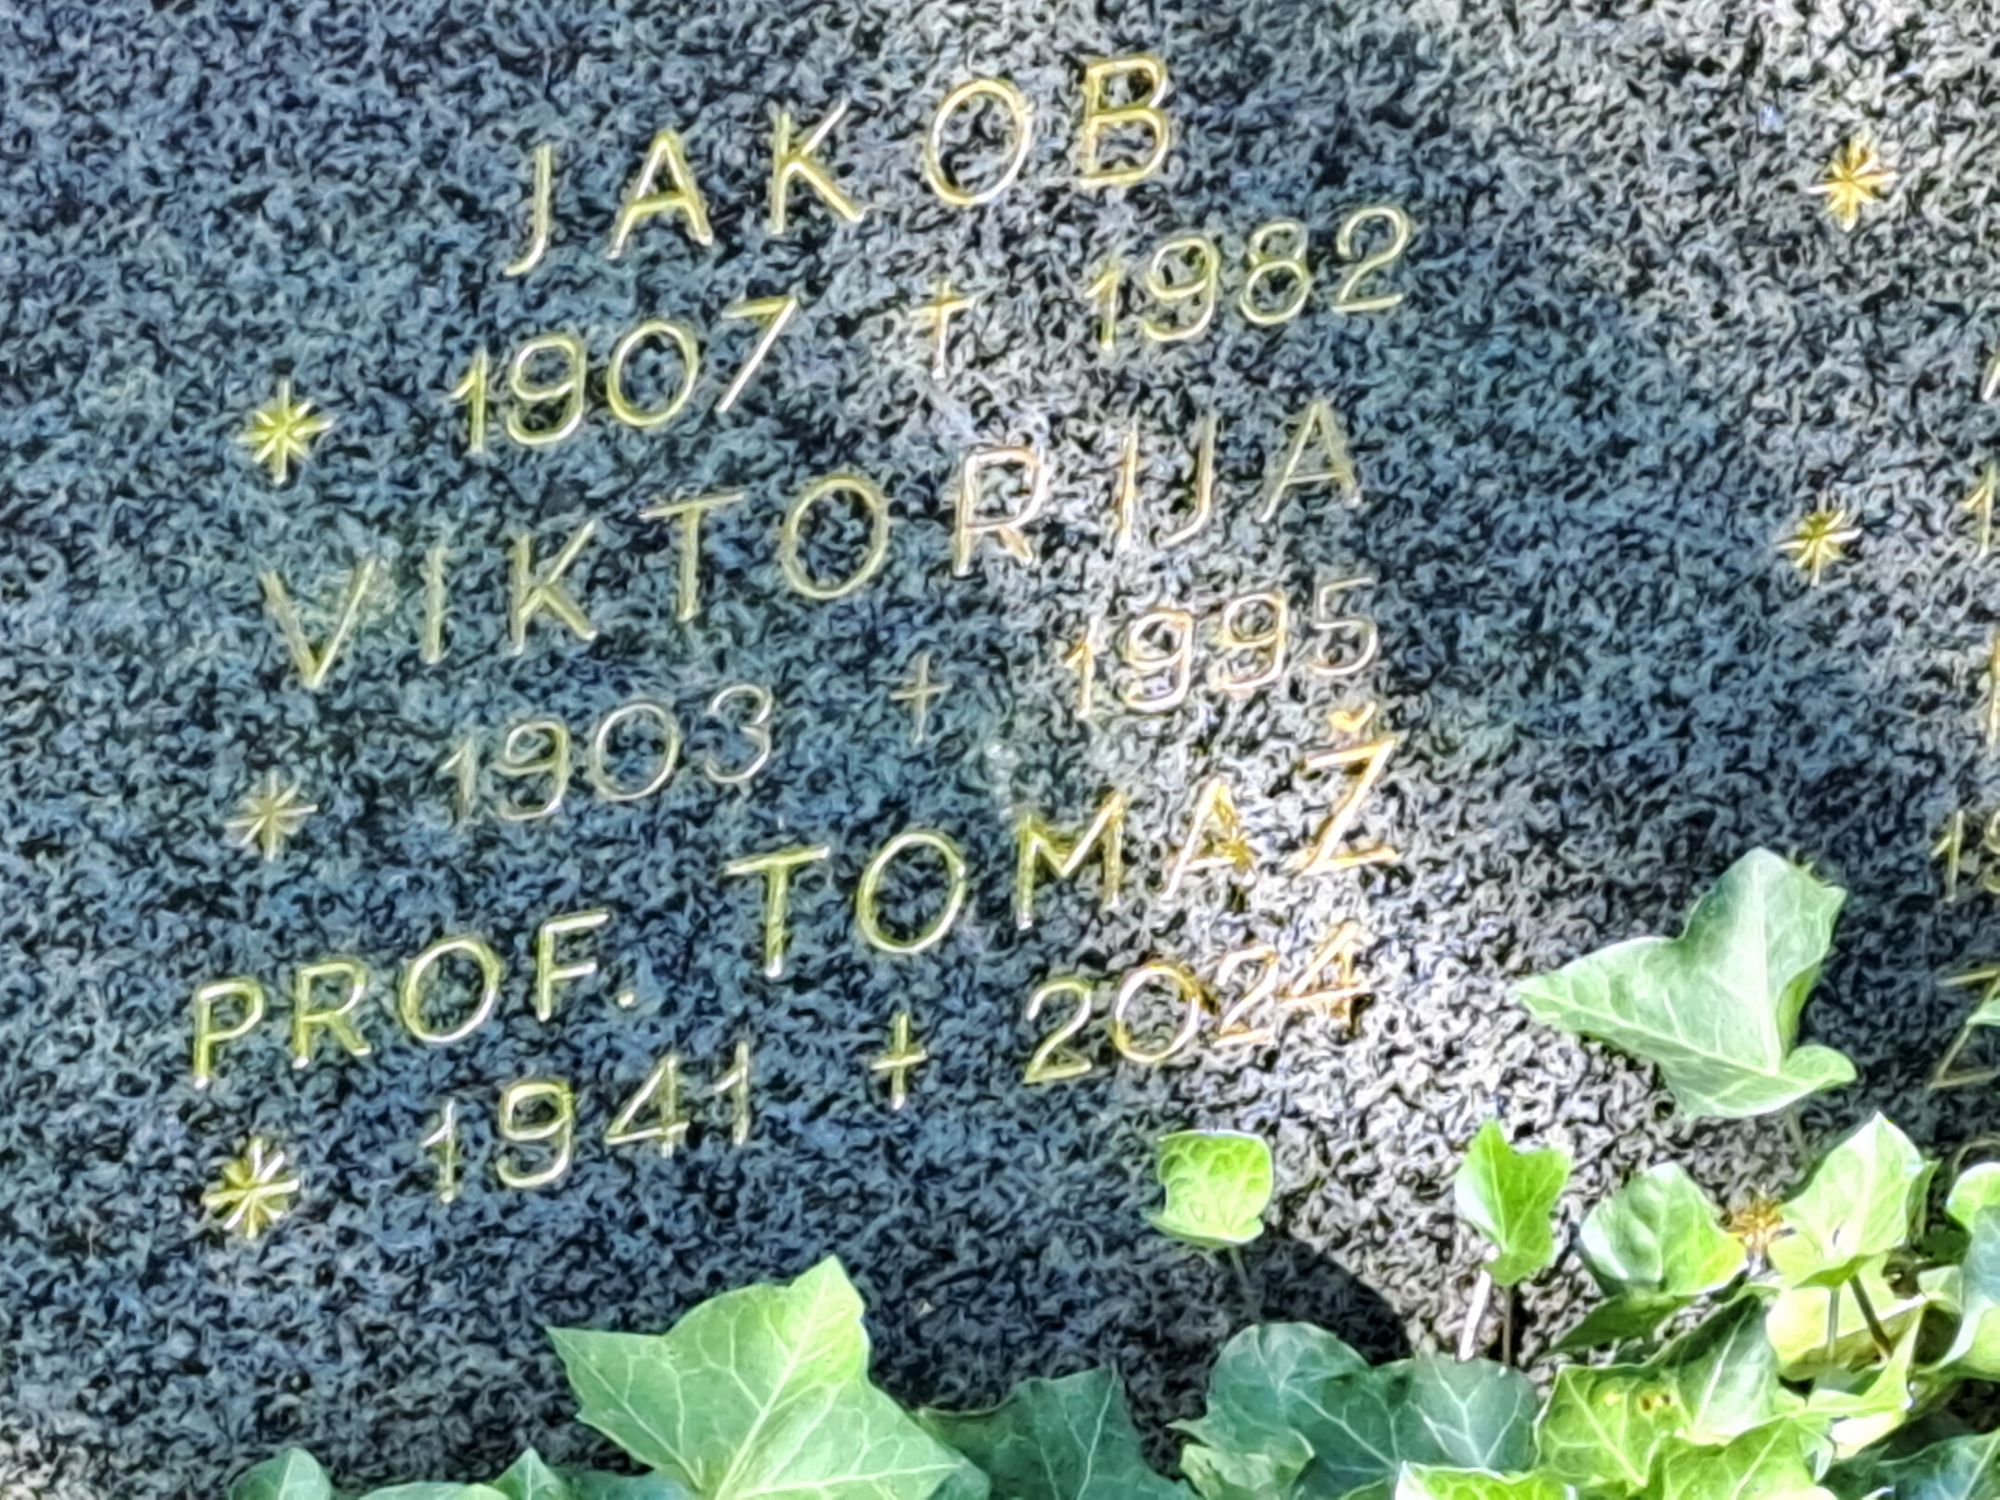 JAKOB
* 1907 † 1982
VIKTORIJA
* 1903 † 1995
PROF. TOMAŽ
* 1941 † 2024